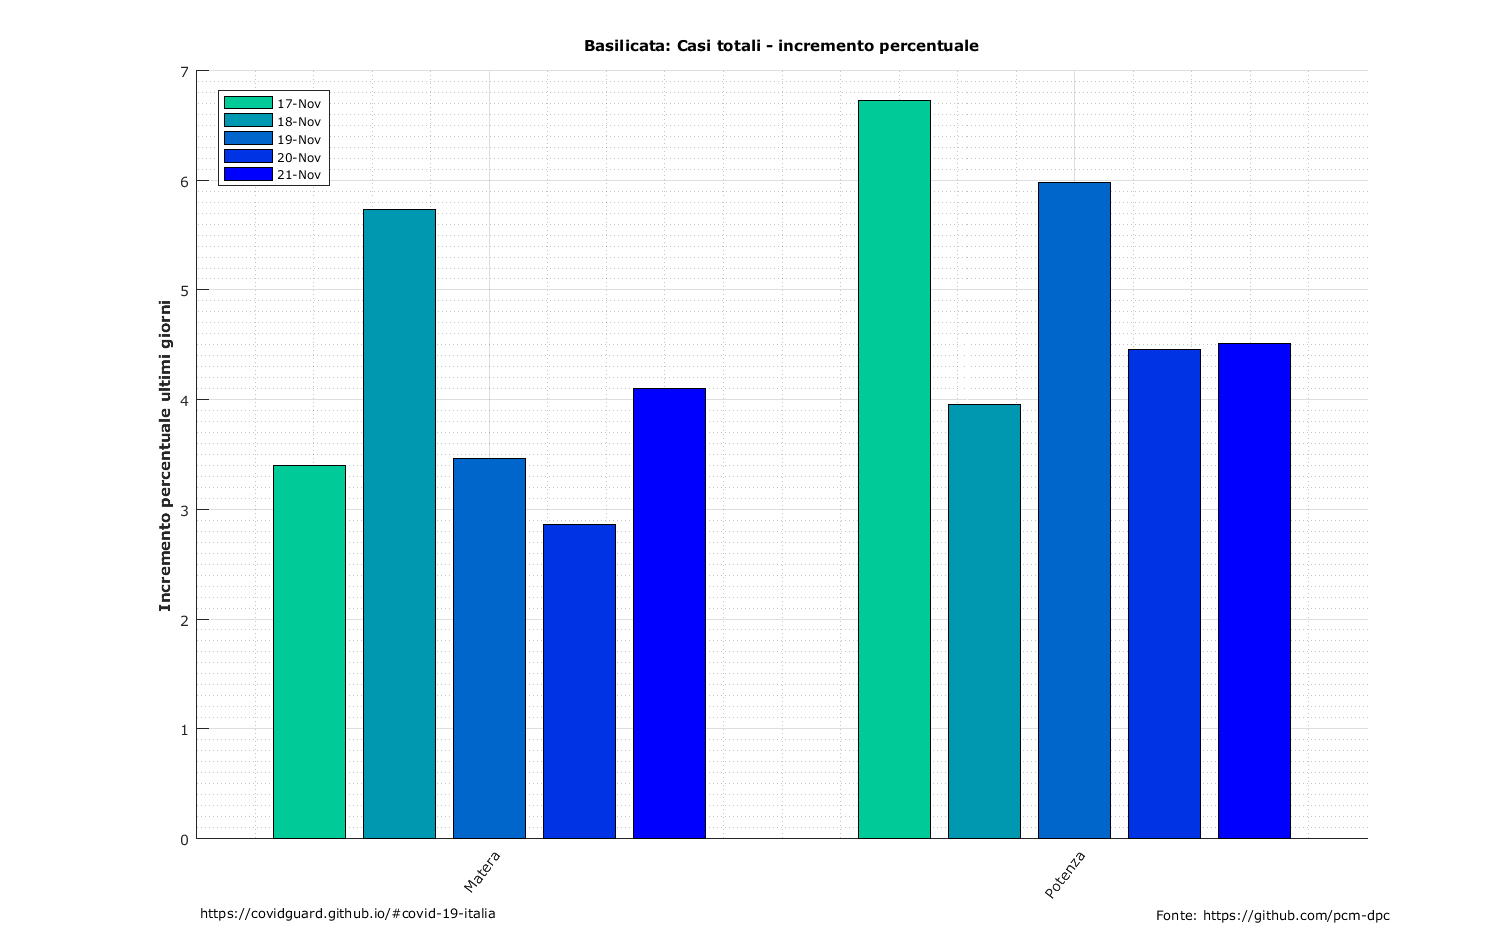 Basilicata: Casi totali - incremento percentuale
7
6
5
4
3
2
1
0
Incremento percentuale ultimi giorni
17-Nov
18-Nov
19-Nov
20-Nov
21-Nov
Matera
Potenza
https://covidguard.github.io/#covid-19-italia
Fonte: https://github.com/pcm-dpc